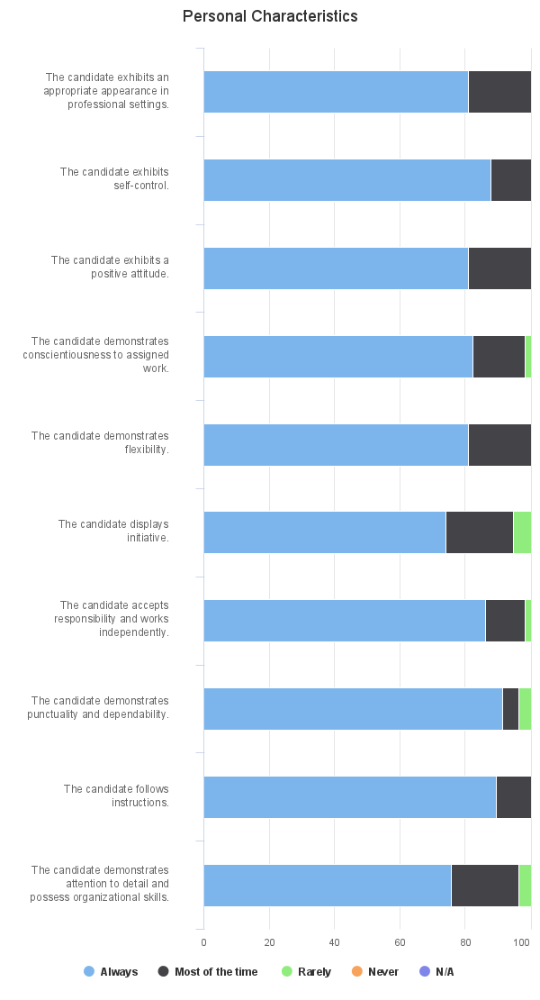 Personal Characteristics
The candidate exhibits an
appropriate appearance in
professional settings.
The candidate exhibits
self-control.
The candidate exhibits a
positive attitude.
The candidate demonstrates
conscientiousness to assigned
work.
The candidate demonstrates
flexibility.
The candidate displays
initiative.
The candidate accepts
responsibility and works
independently.
The candidate demonstrates
punctuality and dependability.
The candidate follows
instructions.
The candidate demonstrates
attention to detail and
possess organizational skills.
0 20 40 60 80 100
Always Most of the time Rarely Never N/A